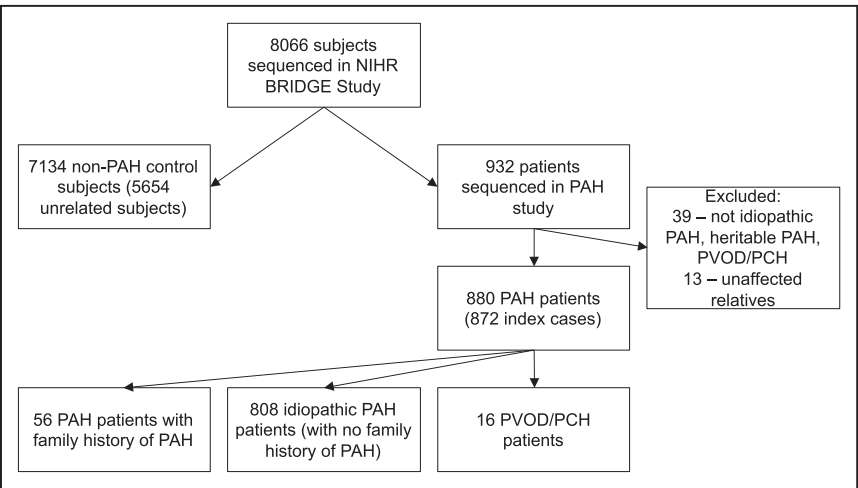 8066 subjects
sequenced in NIHR
BRIDGE Study
7134 non-PAH control
subjects (5654
unrelated subjects)
932 patients
sequenced in PAH
study
Excluded:
39 – not idiopathic
PAH, heritable PAH,
PVOD/PCH
13 – unaffected
relatives
880 PAH patients
(872 index cases)
56 PAH patients with
family history of PAH
808 idiopathic PAH
patients (with no family
history of PAH)
16 PVOD/PCH
patients